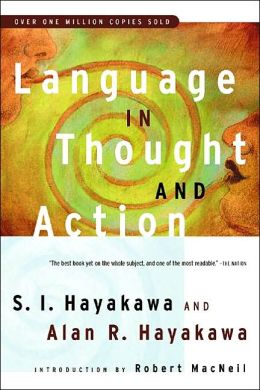 OVER ONE MILLION COPIES SOLD
Language
IN
Thought
AND
Action
"The best book yet on the whole subject, and one of the most readable." –THE NATION
S. I. Hayakawa AND
Alan R. Hayakawa
INTRODUCTION BY Robert MacNeil